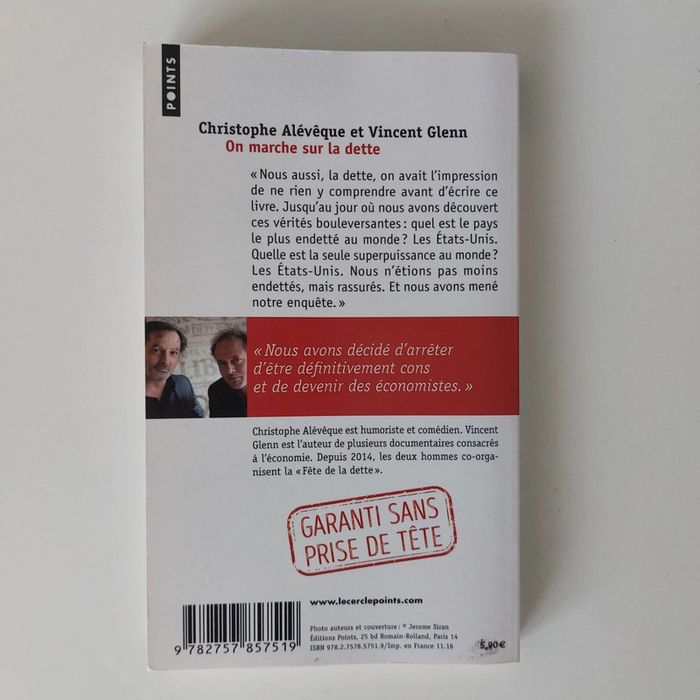 POINTS
Christophe Alévêque et Vincent Glenn
On marche sur la dette
« Nous aussi, la dette, on avait l'impression
de ne rien y comprendre avant d'écrire ce
livre. Jusqu'au jour où nous avons découvert
ces vérités bouleversantes : quel est le pays
le plus endetté au monde ? Les États-Unis.
Quelle est la seule superpuissance au monde ?
Les États-Unis. Nous n'étions pas moins
endettés, mais rassurés. Et nous avons mené
notre enquête. »
« Nous avons décidé d'arrêter
d'être définitivement cons
et de devenir des économistes. »
Christophe Alévêque est humoriste et comédien. Vincent
Glenn est l'auteur de plusieurs documentaires consacrés
à l'économie. Depuis 2014, les deux hommes co-orga-
nisent la « Fête de la dette ».
GARANTI SANS
PRISE DE TÊTE
www.lecerclepoints.com
Photo auteurs et couverture : © Jerome Sican
Éditions Points, 25 bd Romain-Rolland, Paris 14
ISBN 978.2.7578.5751.9/Imp. en France 11.16
5,90€
9 782757 857519